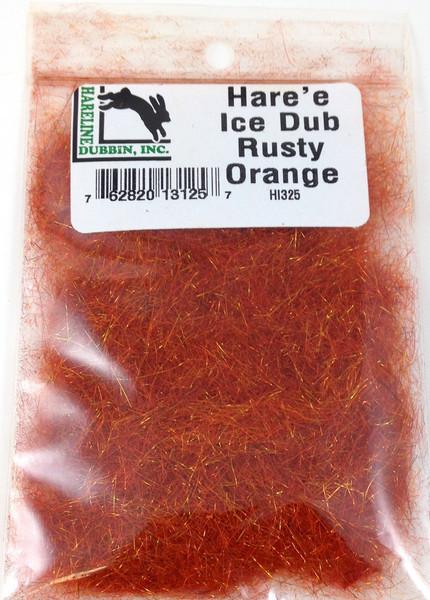 HARELINE
DUBBIN, INC.
Hare'e
Ice Dub
Rusty
Orange
HI325
7 62820 13125 7